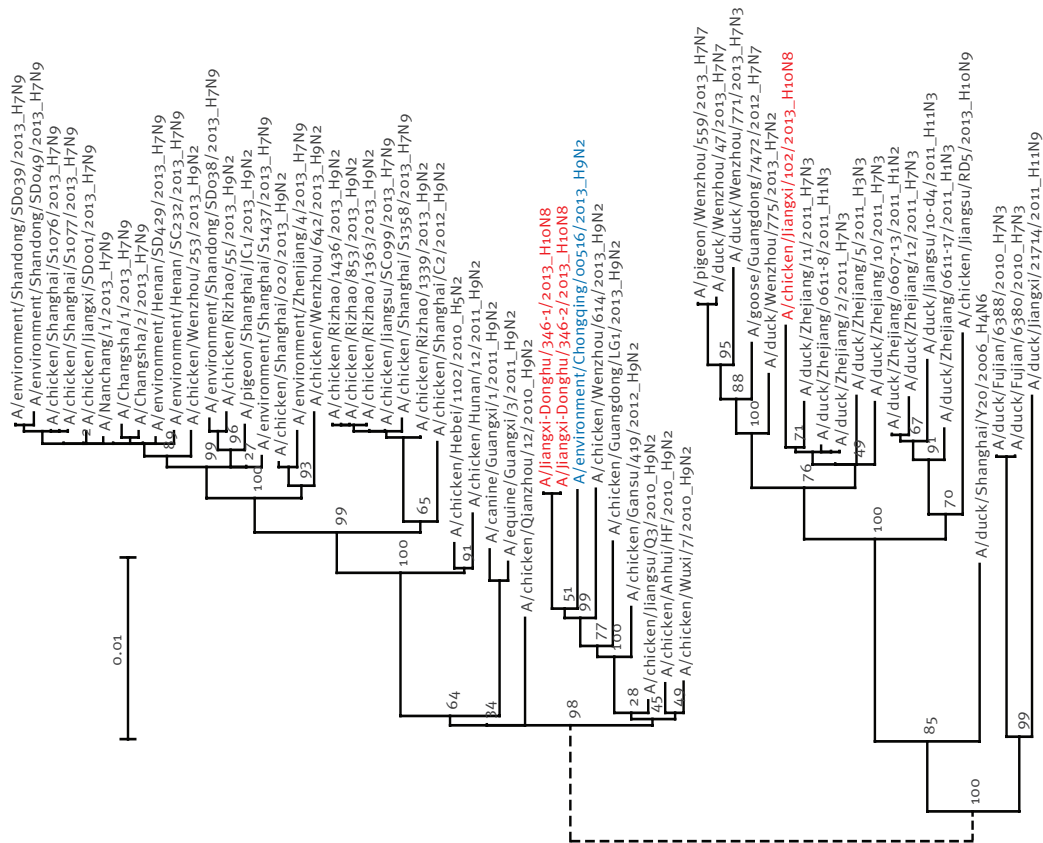 A/environment/Shandong/SD039/2013_H7N9
A/environment/Shandong/SD049/2013_H7N9
A/chicken/Shanghai/S1076/2013_H7N9
A/chicken/Shanghai/S1077/2013_H7N9
A/chicken/Jiangxi/SD001/2013_H7N9
A/Nanchang/1/2013_H7N9
A/Changsha/1/2013_H7N9
A/Changsha/2/2013_H7N9
A/environment/Henan/SD429/2013_H7N9
A/environment/Henan/SC232/2013_H7N9
A/chicken/Wenzhou/253/2013_H9N2
A/environment/Shandong/SD038/2013_H7N9
A/chicken/Rizhao/55/2013_H9N2
A/pigeon/Shanghai/JC1/2013_H9N2
A/environment/Shanghai/S1437/2013_H7N9
A/chicken/Shanghai/020/2013_H9N2
A/chicken/Zhenjiang/4/2013_H7N9
A/chicken/Wenzhou/642/2013_H9N2
A/chicken/Rizhao/1436/2013_H9N2
A/chicken/Rizhao/853/2013_H9N2
A/chicken/Rizhao/1363/2013_H9N2
A/chicken/Jiangsu/SC099/2013_H7N9
A/chicken/Shanghai/S1358/2013_H7N9
A/chicken/Rizhao/1339/2013_H9N2
A/chicken/Shanghai/C2/2012_H9N2
A/chicken/Hebei/1102/2010_H5N2
A/chicken/Hunan/12/2011_H9N2
A/canine/Guangxi/1/2011_H9N2
A/equine/Guangxi/3/2011_H9N2
A/chicken/Qianzhou/12/2010_H9N2
A/jiangxi-Donghu/346-1/2013_H10N8
A/jiangxi-Donghu/346-2/2013_H10N8
A/environment/Chongqing/00516/2013_H9N2
A/chicken/Wenzhou/614/2013_H9N2
A/chicken/Guangdong/LG1/2013_H9N2
A/chicken/Gansu/419/2012_H9N2
A/chicken/Jiangsu/Q3/2010_H9N2
A/chicken/Anhui/HF/2010_H9N2
A/chicken/Wuxi/7/2010_H9N2
A/pigeon/Wenzhou/559/2013_H7N7
A/duck/Wenzhou/47/2013_H7N7
A/duck/Wenzhou/771/2013_H7N3
A/goose/Guangdong/7472/2012_H7N7
A/duck/Wenzhou/775/2013_H7N2
A/chicken/Jiangxi/102/2013_H10N8
A/duck/Zhejiang/11/2011_H7N3
A/duck/Zhejiang/0611-8/2011_H1N3
A/duck/Zhejiang/2/2011_H7N3
A/duck/Zhejiang/5/2011_H3N3
A/duck/Zhejiang/10/2011_H7N3
A/duck/Zhejiang/0607-13/2011_H1N2
A/duck/Zhejiang/12/2011_H7N3
A/duck/Jiangsu/10-d4/2011_H11N3
A/duck/Zhejiang/0611-17/2011_H1N3
A/chicken/Jiangsu/RD5/2013_H10N9
A/duck/Shanghai/Y20/2006_H4N6
A/duck/Fujian/6388/2010_H7N3
A/duck/Fujian/6380/2010_H7N3
A/duck/Jiangxi/21714/2011_H11N9
2
89
99
96
27
100
93
99
65
100
91
64
84
98
51
99
77
100
28
45
49
95
88
100
71
49
76
67
91
70
100
85
99
100
0.01